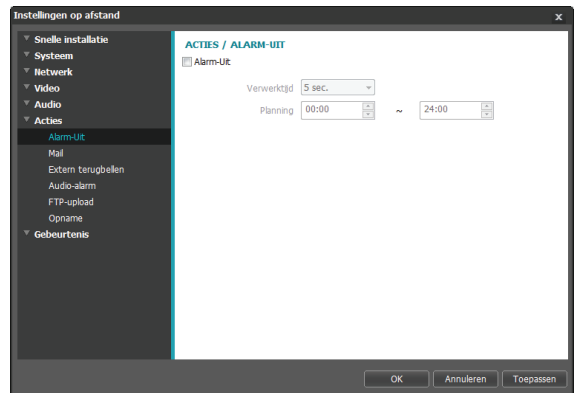 Instellingen op afstand
x
Snelle installatie
Systeem
Netwerk
Video
Audio
Acties
Alarm-Uit
Mail
Extern terugbellen
Audio-alarm
FTP-upload
Opname
Gebeurtenis
ACTIES / ALARM-UIT
Alarm-Uit
Verwerktijd 5 sec.
Planning 00:00 ~ 24:00
OK Annuleren Toepassen